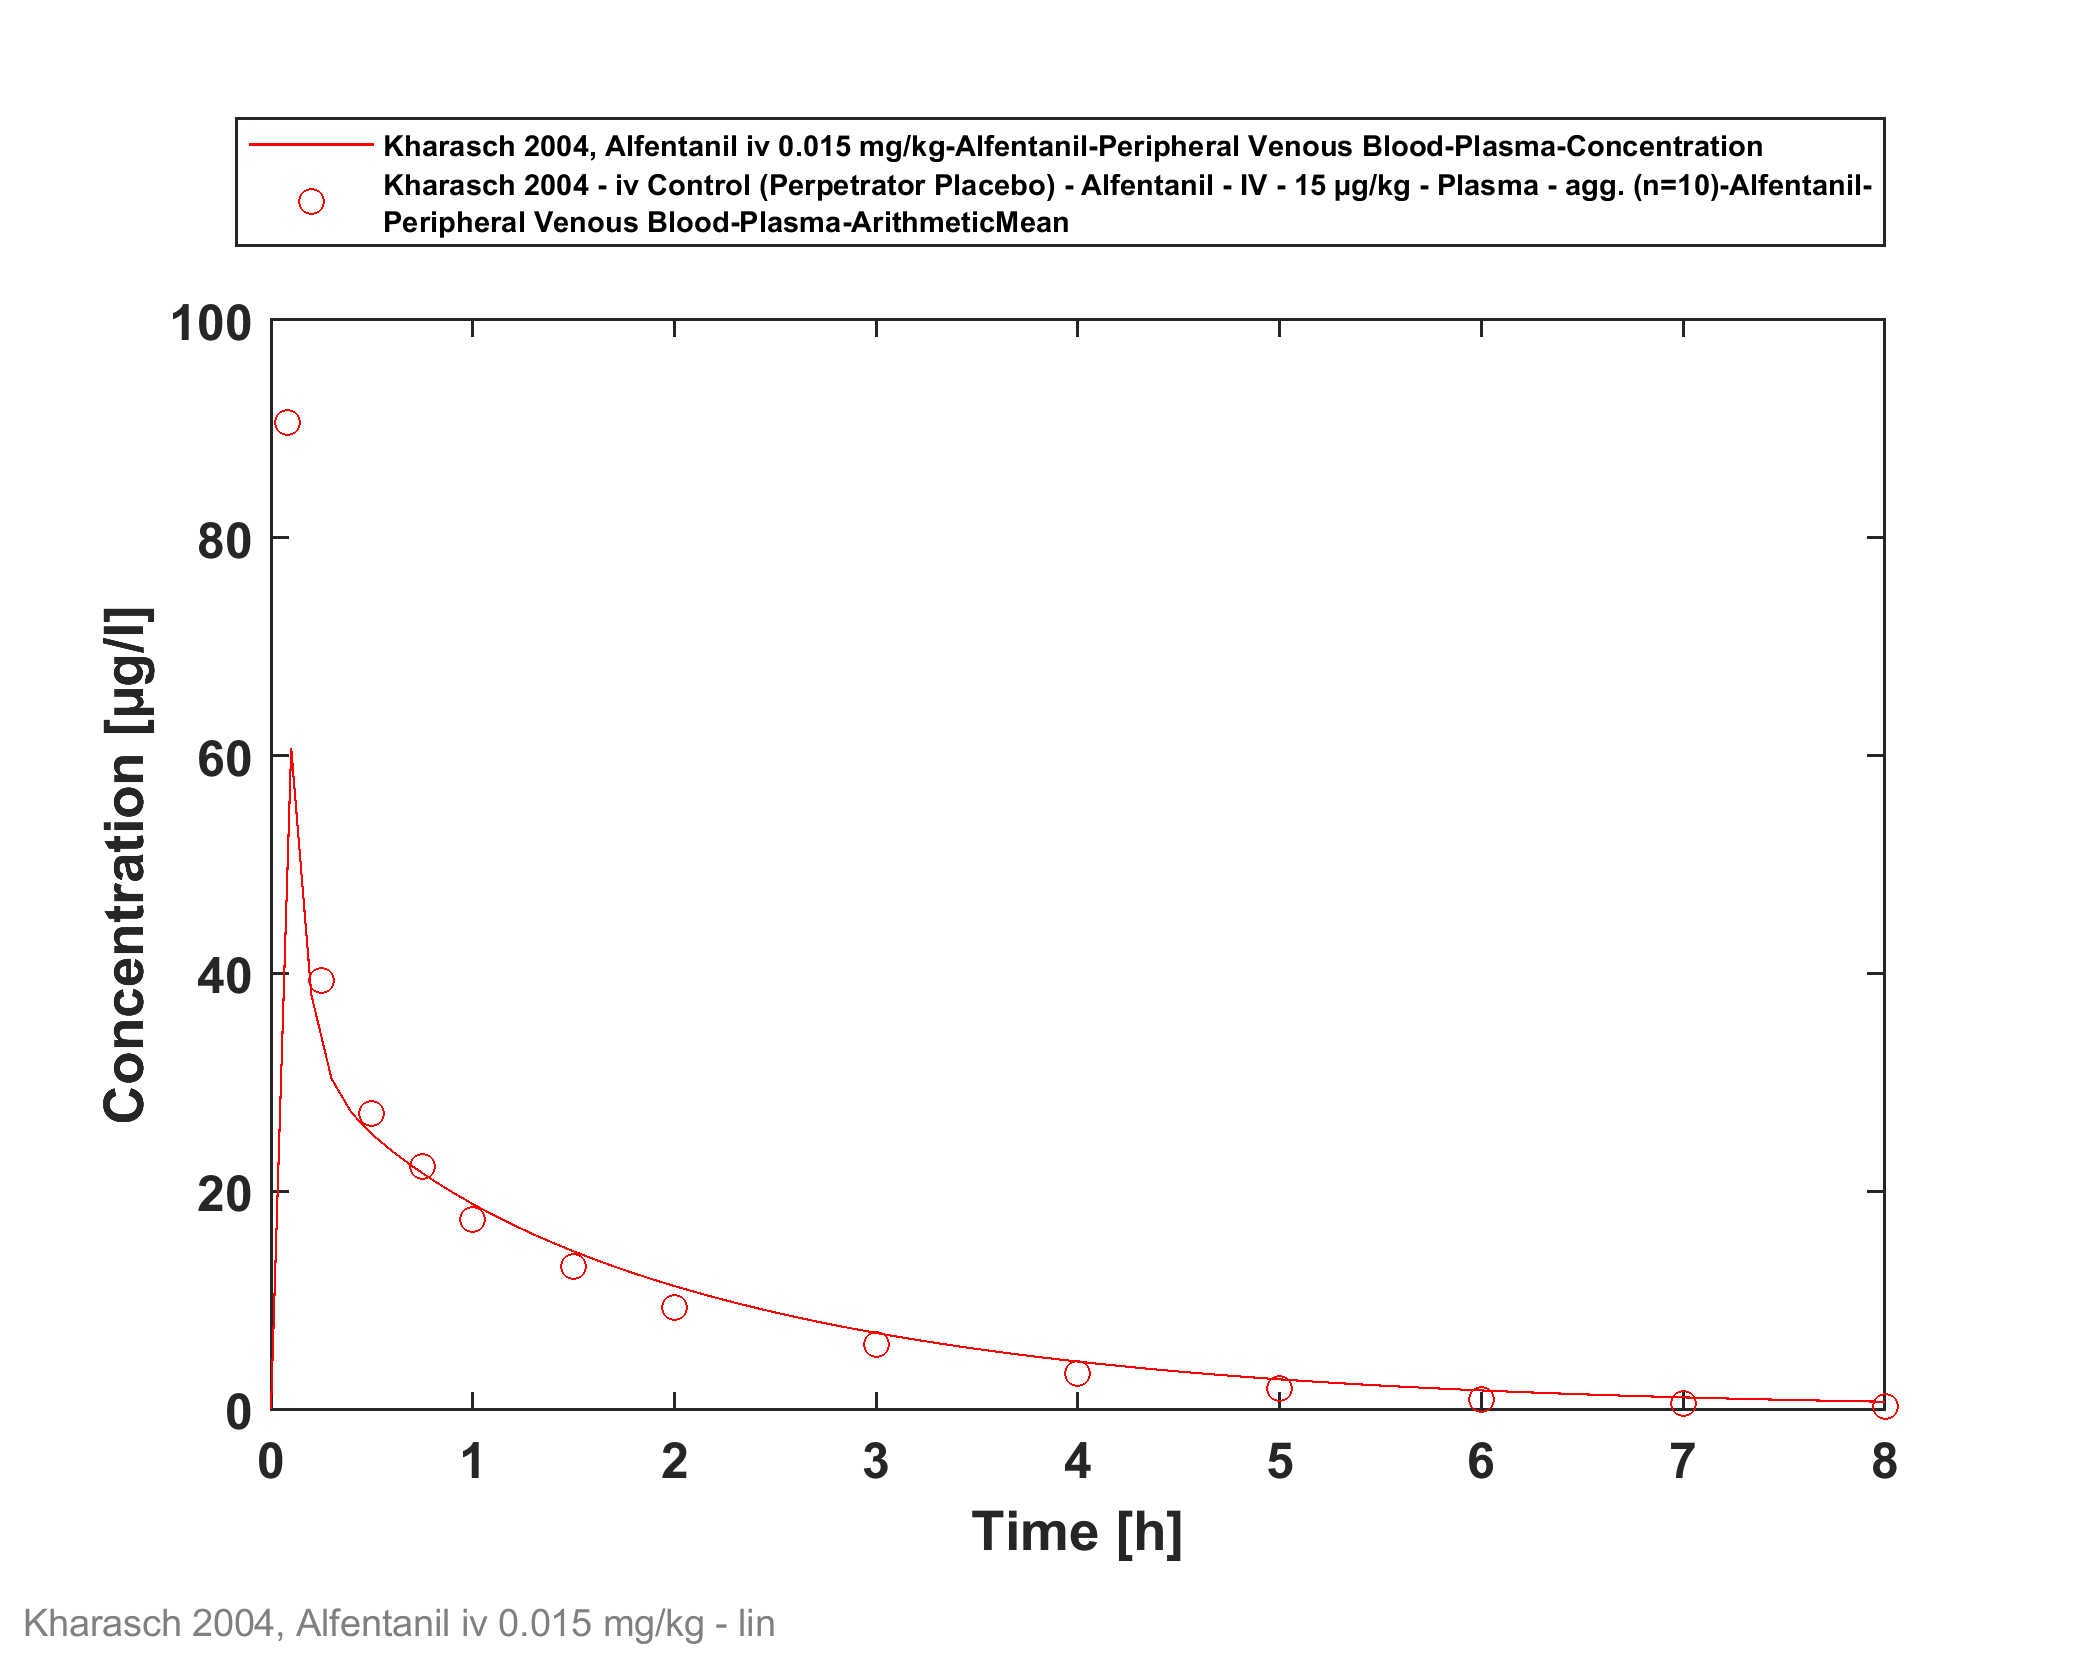 Kharasch 2004, Alfentanil iv 0.015 mg/kg-Alfentanil-Peripheral Venous Blood-Plasma-Concentration
Kharasch 2004 - iv Control (Perpetrator Placebo) - Alfentanil - IV - 15 µg/kg - Plasma - agg. (n=10)-Alfentanil-
Peripheral Venous Blood-Plasma-ArithmeticMean
100
80
60
40
20
0
Concentration [µg/l]
0 1 2 3 4 5 6 7 8
Time [h]
Kharasch 2004, Alfentanil iv 0.015 mg/kg - lin